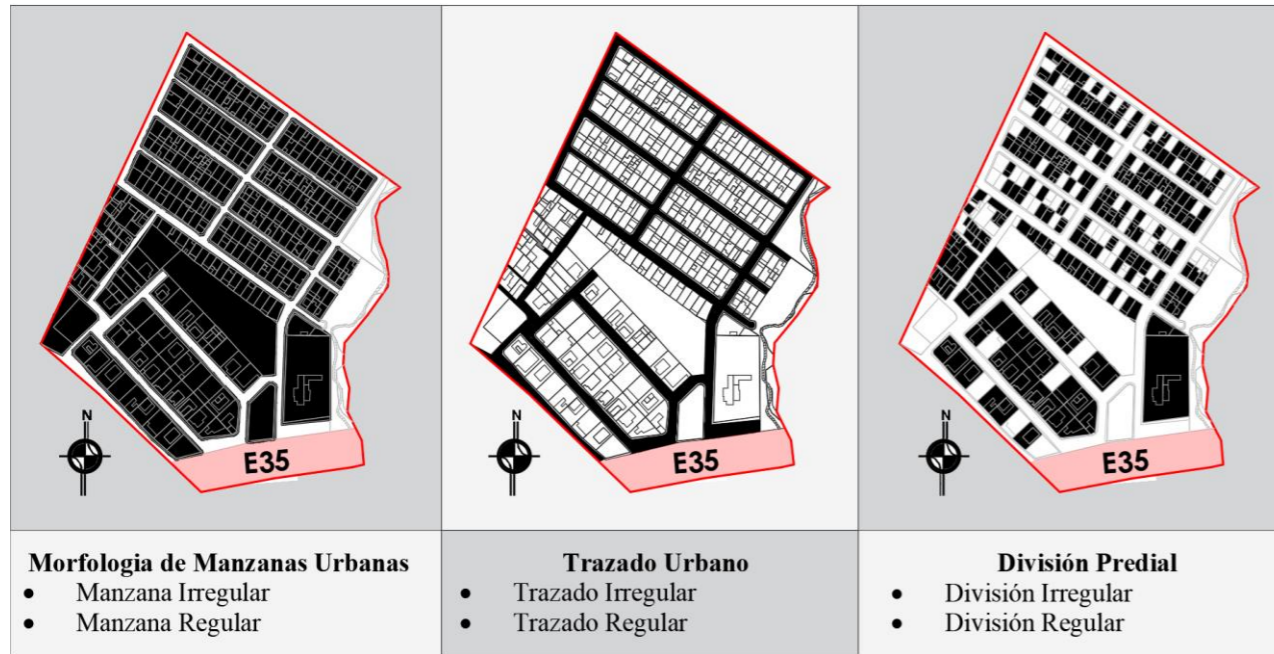 N
E35
N
E35
N
E35
Morfologia de Manzanas Urbanas
• Manzana Irregular
• Manzana Regular
Trazado Urbano
• Trazado Irregular
• Trazado Regular
División Predial
• División Irregular
• División Regular